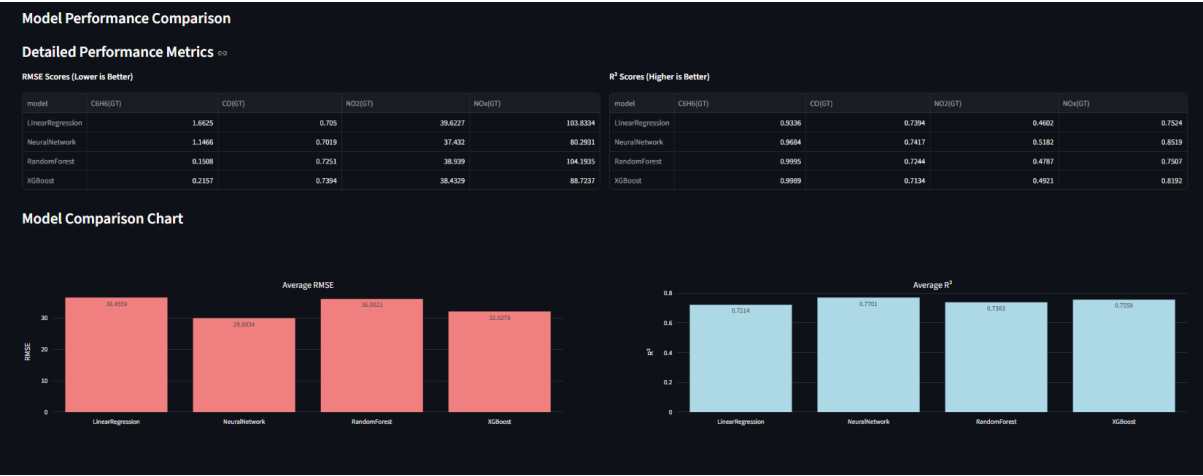 Model Performance Comparison
Detailed Performance Metrics
RMSE Scores (Lower is Better)
model C6H6(GT) CO(GT) NO2(GT) NOx(GT)
LinearRegression 1.6625 0.705 39.6227 103.8334
NeuralNetwork 1.1466 0.7019 37.432 80.2931
RandomForest 0.1508 0.7251 38.939 104.1935
XGBoost 0.2157 0.7394 38.4329 88.7237
R² Scores (Higher is Better)
model C6H6(GT) CO(GT) NO2(GT) NOx(GT)
LinearRegression 0.9336 0.7394 0.4602 0.7524
NeuralNetwork 0.9684 0.7417 0.5182 0.8519
RandomForest 0.9995 0.7244 0.4787 0.7507
XGBoost 0.9989 0.7134 0.4921 0.8192
Model Comparison Chart
Average RMSE
RMSE
30
20
10
0
36.4559
29.8934
36.0021
32.0279
LinearRegression NeuralNetwork RandomForest XGBoost
Average R²
R²
0.8
0.6
0.4
0.2
0
0.7214
0.7701
0.7383
0.7559
LinearRegression NeuralNetwork RandomForest XGBoost